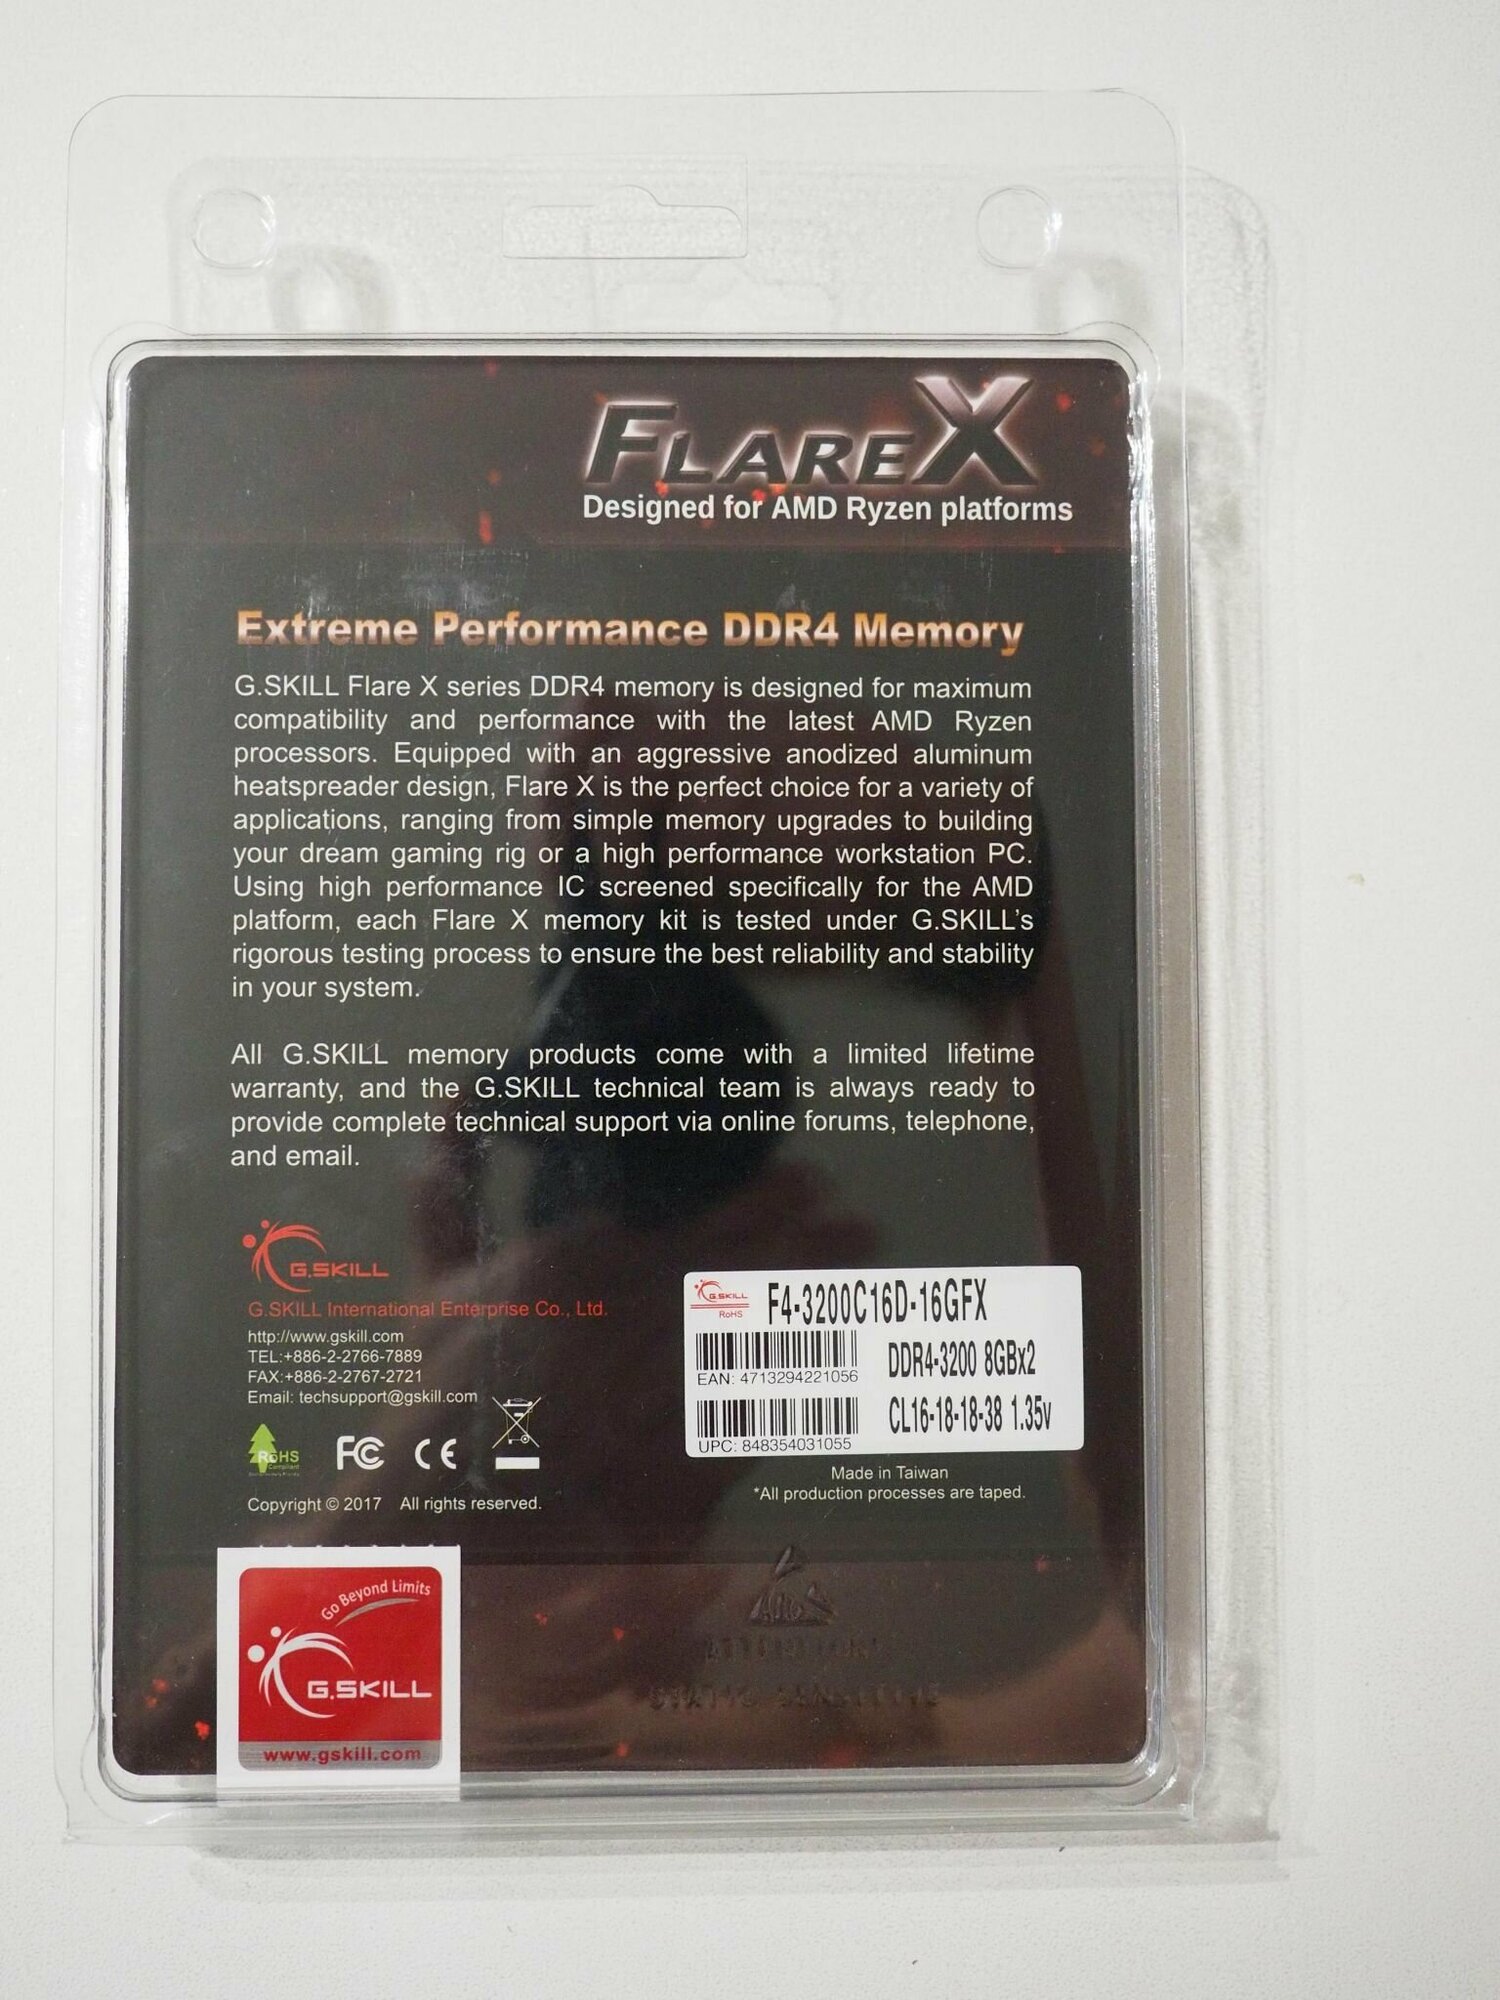 FLARE X
Designed for AMD Ryzen platforms
Extreme Performance DDR4 Memory
G.SKILL Flare X series DDR4 memory is designed for maximum
compatibility and performance with the latest AMD Ryzen
processors. Equipped with an aggressive anodized aluminum
heatspreader design, Flare X is the perfect choice for a variety of
applications, ranging from simple memory upgrades to building
your dream gaming rig or a high performance workstation PC.
Using high performance IC screened specifically for the AMD
platform, each Flare X memory kit is tested under G.SKILL's
rigorous testing process to ensure the best reliability and stability
in your system.
All G.SKILL memory products come with a limited lifetime
warranty, and the G.SKILL technical team is always ready to
provide complete technical support via online forums, telephone,
and email.
G.SKILL
G.SKILL International Enterprise Co., Ltd.
http://www.gskill.com
TEL:+886-2-2766-7889
FAX:+886-2-2767-2721
Email: techsupport@gskill.com
RoHS
Compliant
FC CE
Copyright © 2017 All rights reserved.
G.SKILL
RoHS
F4-3200C16D-16GFX
EAN: 4713294221056
DDR4-3200 8GBx2
UPC: 848354031055
CL16-18-18-38 1.35v
Made in Taiwan
*All production processes are taped.
ATTENTION
STATIC SENSITIVE
Go Beyond Limits
G.SKILL
www.gskill.com